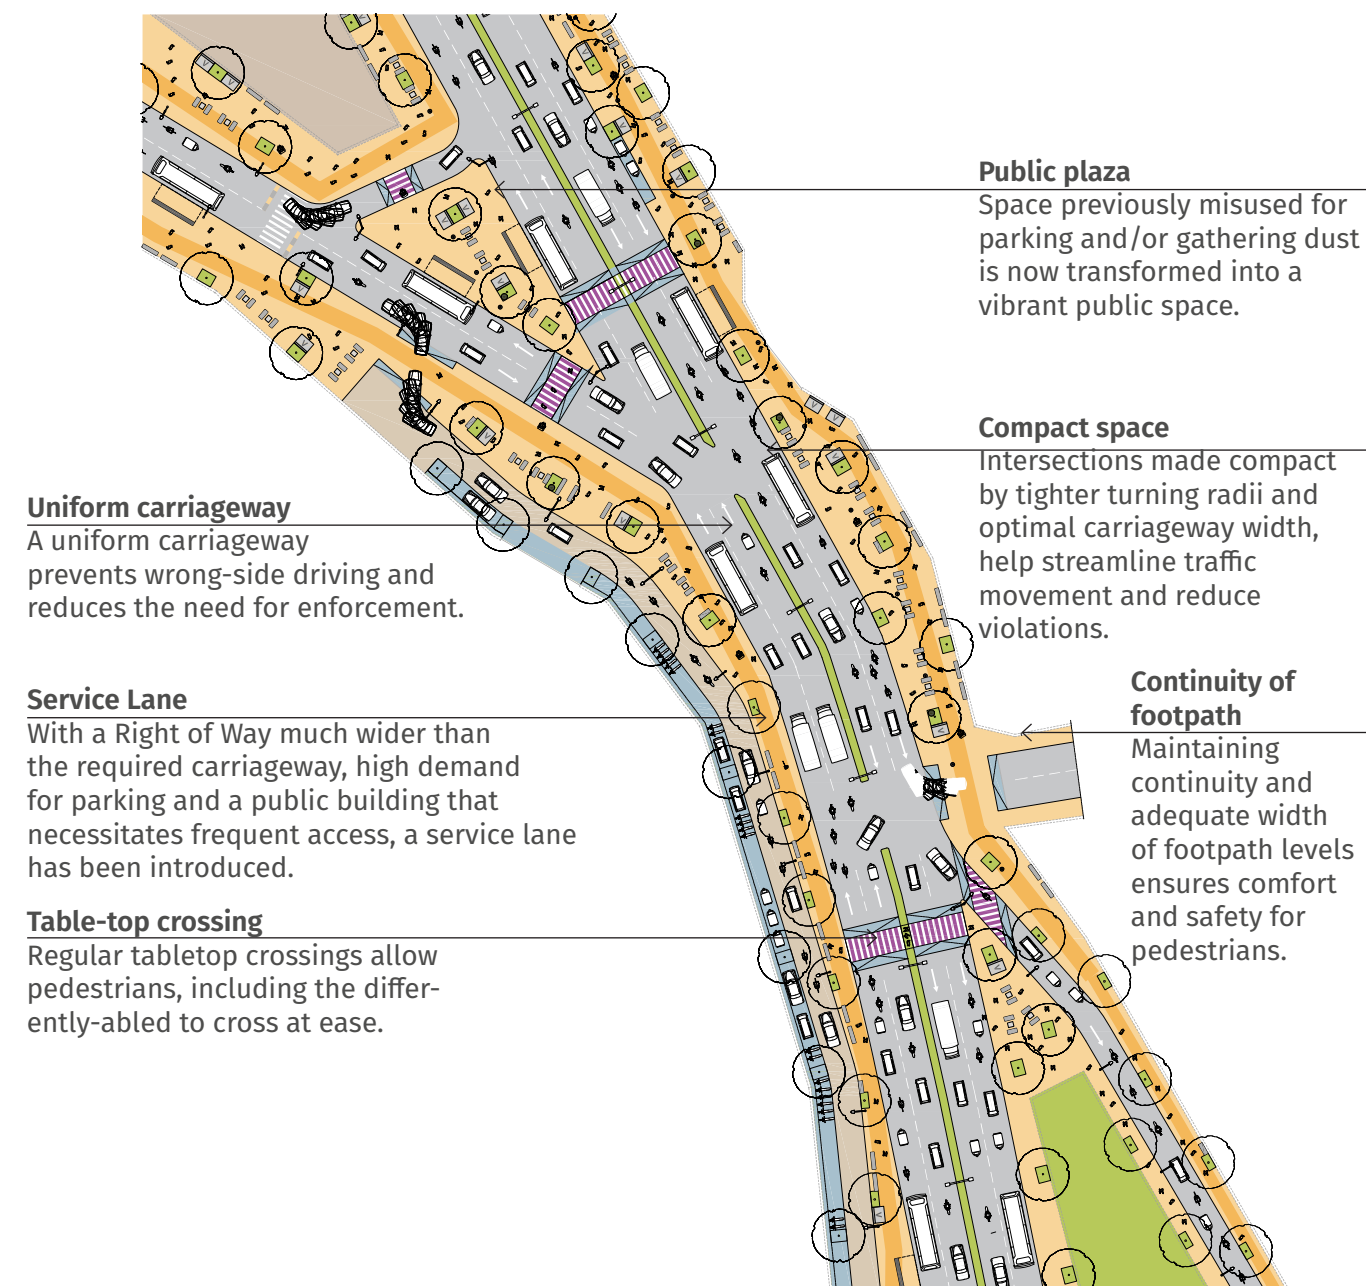 Public plaza
Space previously misused for
parking and/or gathering dust
is now transformed into a
vibrant public space.
Compact space
Intersections made compact
by tighter turning radii and
optimal carriageway width,
help streamline traffic
movement and reduce
violations.
Uniform carriageway
A uniform carriageway
prevents wrong-side driving and
reduces the need for enforcement.
Continuity of
footpath
Maintaining
continuity and
adequate width
of footpath levels
ensures comfort
and safety for
pedestrians.
Service Lane
With a Right of Way much wider than
the required carriageway, high demand
for parking and a public building that
necessitates frequent access, a service lane
has been introduced.
Table-top crossing
Regular tabletop crossings allow
pedestrians, including the differ-
ently-abled to cross at ease.